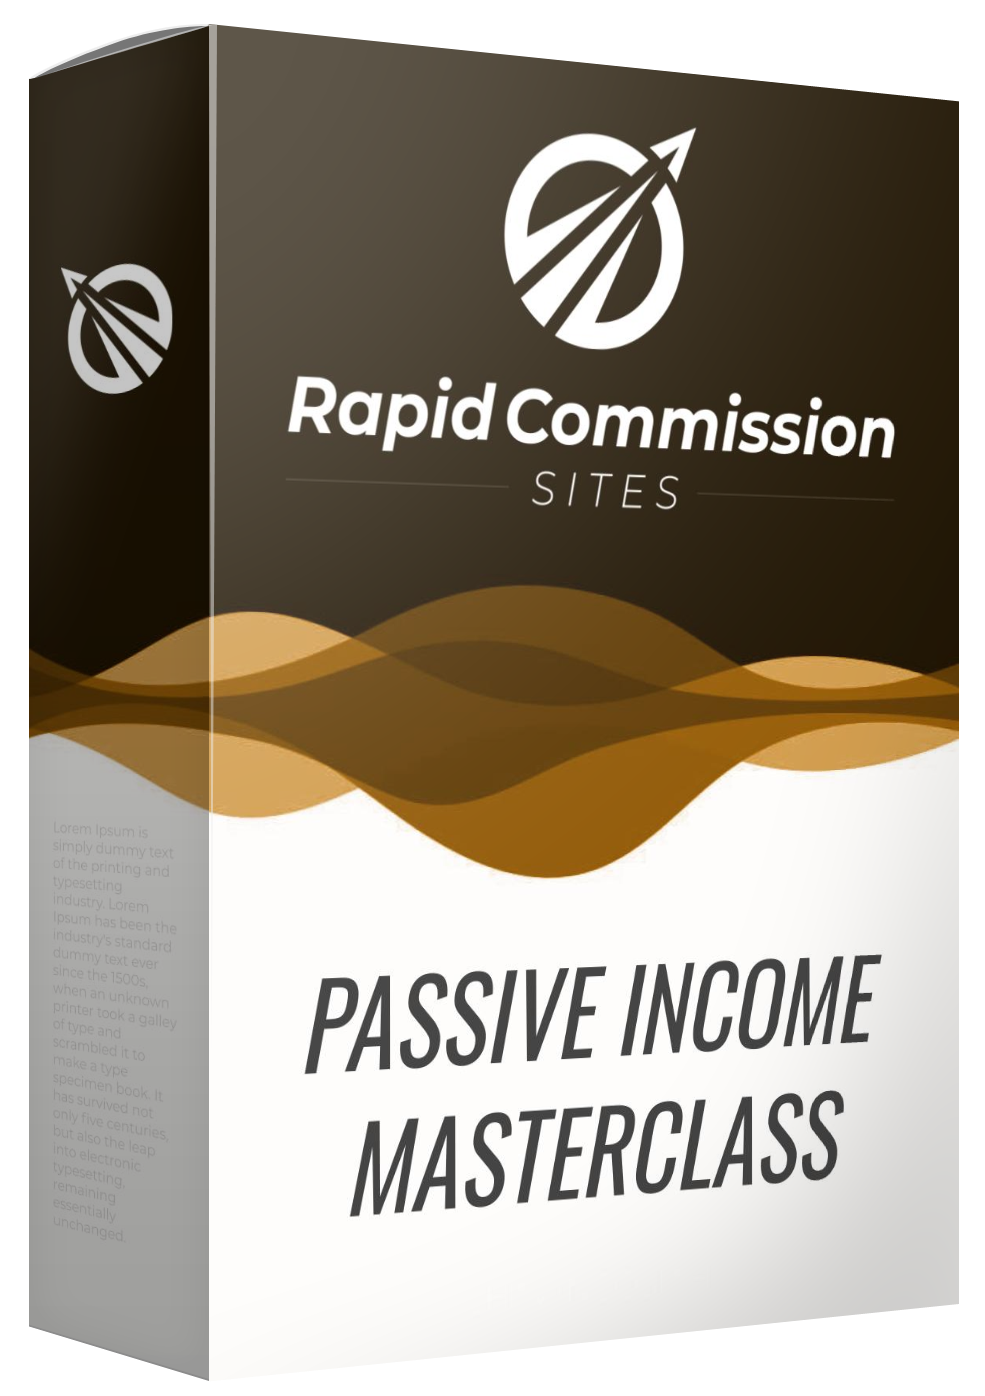 Rapid Commission
SITES
PASSIVE INCOME
MASTERCLASS
Lorem Ipsum is
simply dummy text
of the printing and
typesetting
industry. Lorem
Ipsum has been the
industry's standard
dummy text ever
since the 1500s,
when an unknown
printer took a galley
of type and
scrambled it to
make a type
specimen book. It
has survived not
only five centuries,
but also the leap
into electronic
typesetting,
remaining
essentially
unchanged.